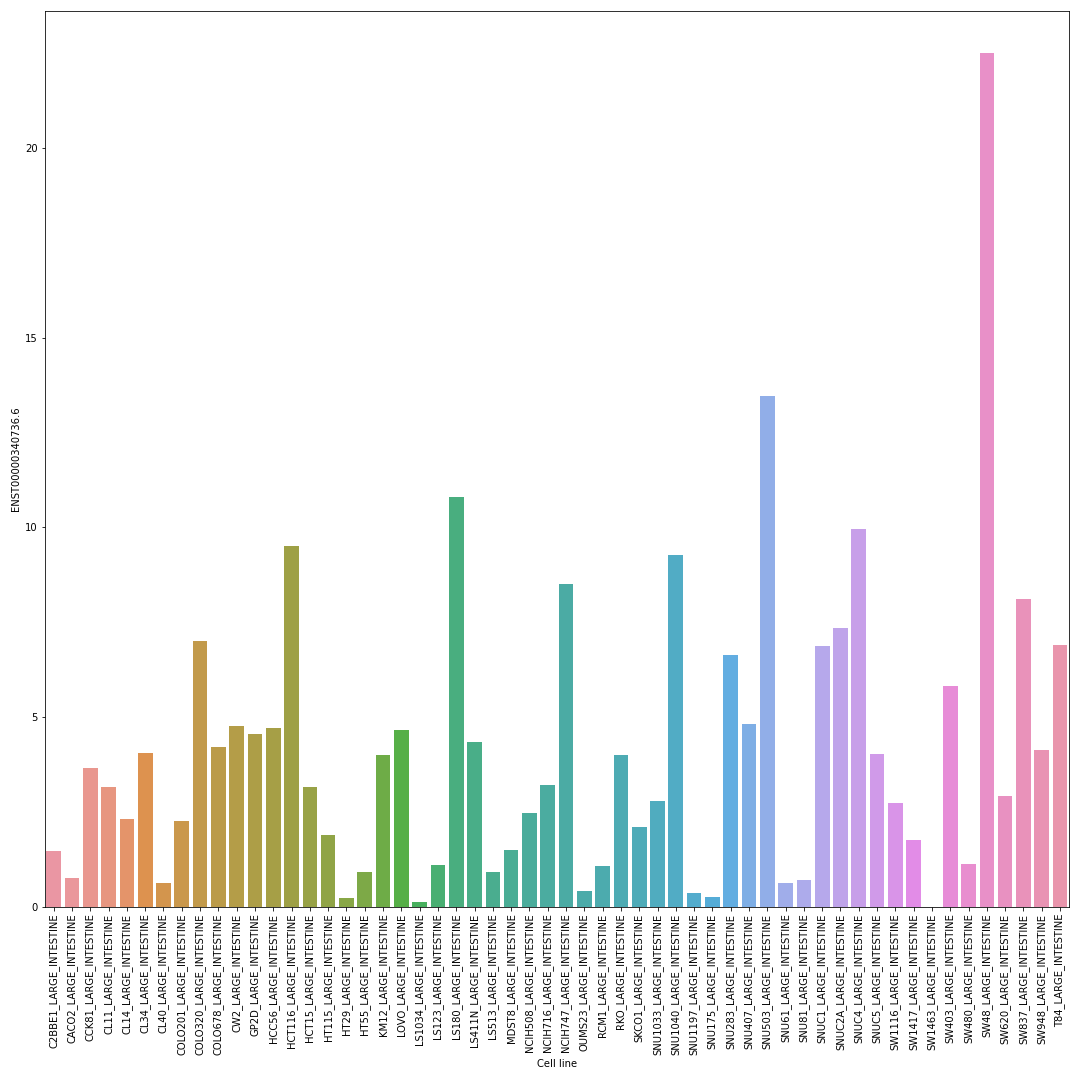 20
15
10
5
0
ENST00000340736.6
C2BBE1_LARGE_INTESTINE
CACO2_LARGE_INTESTINE
CCK81_LARGE_INTESTINE
CL11_LARGE_INTESTINE
CL14_LARGE_INTESTINE
CL34_LARGE_INTESTINE
CL40_LARGE_INTESTINE
COLO201_LARGE_INTESTINE
COLO320_LARGE_INTESTINE
COLO678_LARGE_INTESTINE
CW2_LARGE_INTESTINE
GP2D_LARGE_INTESTINE
HCC56_LARGE_INTESTINE
HCT116_LARGE_INTESTINE
HCT15_LARGE_INTESTINE
HT115_LARGE_INTESTINE
HT29_LARGE_INTESTINE
HT55_LARGE_INTESTINE
KM12_LARGE_INTESTINE
LOVO_LARGE_INTESTINE
LS1034_LARGE_INTESTINE
LS123_LARGE_INTESTINE
LS180_LARGE_INTESTINE
LS411N_LARGE_INTESTINE
LS513_LARGE_INTESTINE
MDST8_LARGE_INTESTINE
NCIH508_LARGE_INTESTINE
NCIH716_LARGE_INTESTINE
NCIH747_LARGE_INTESTINE
OUMS23_LARGE_INTESTINE
RCM1_LARGE_INTESTINE
RKO_LARGE_INTESTINE
SKCO1_LARGE_INTESTINE
SNU1033_LARGE_INTESTINE
SNU1040_LARGE_INTESTINE
SNU1197_LARGE_INTESTINE
SNU175_LARGE_INTESTINE
SNU283_LARGE_INTESTINE
SNU407_LARGE_INTESTINE
SNU503_LARGE_INTESTINE
SNU61_LARGE_INTESTINE
SNU81_LARGE_INTESTINE
SNUC1_LARGE_INTESTINE
SNUC2A_LARGE_INTESTINE
SNUC4_LARGE_INTESTINE
SNUC5_LARGE_INTESTINE
SW1116_LARGE_INTESTINE
SW1417_LARGE_INTESTINE
SW1463_LARGE_INTESTINE
SW403_LARGE_INTESTINE
SW480_LARGE_INTESTINE
SW48_LARGE_INTESTINE
SW620_LARGE_INTESTINE
SW837_LARGE_INTESTINE
SW948_LARGE_INTESTINE
T84_LARGE_INTESTINE
Cell line